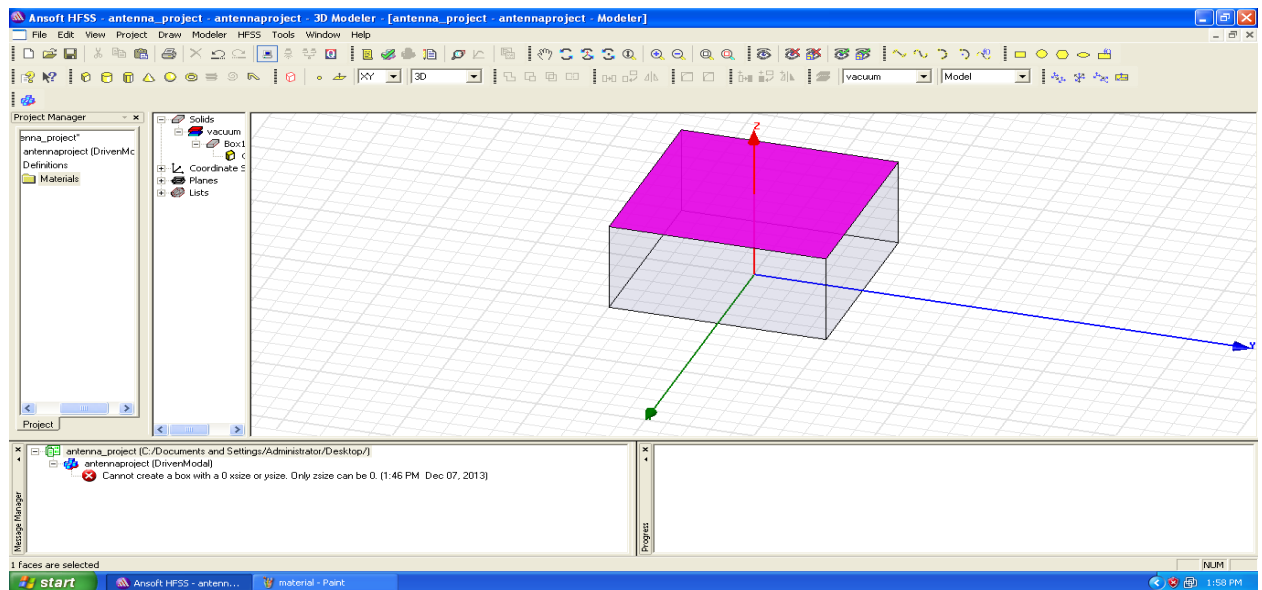 Ansoft HFSS - antenna_project - antennaproject - 3D Modeler - [antenna_project - antennaproject - Modeler]
File Edit View Project Draw Modeler HFSS Tools Window Help
XY 3D vacuum Model
Project Manager
enna_project*
antennaproject (DrivenMc
Definitions
Materials
Project
Solids
vacuum
Box1
Coordinate S
Planes
Lists
Z
Y
antenna_project (C:/Documents and Settings/Administrator/Desktop/)
antennaproject (DrivenModal)
Cannot create a box with a 0 xsize or ysize. Only zsize can be 0. (1:46 PM Dec 07, 2013)
Message Manager
Progress
1 faces are selected
NUM
start
Ansoft HFSS - antenn...
material - Paint
1:58 PM